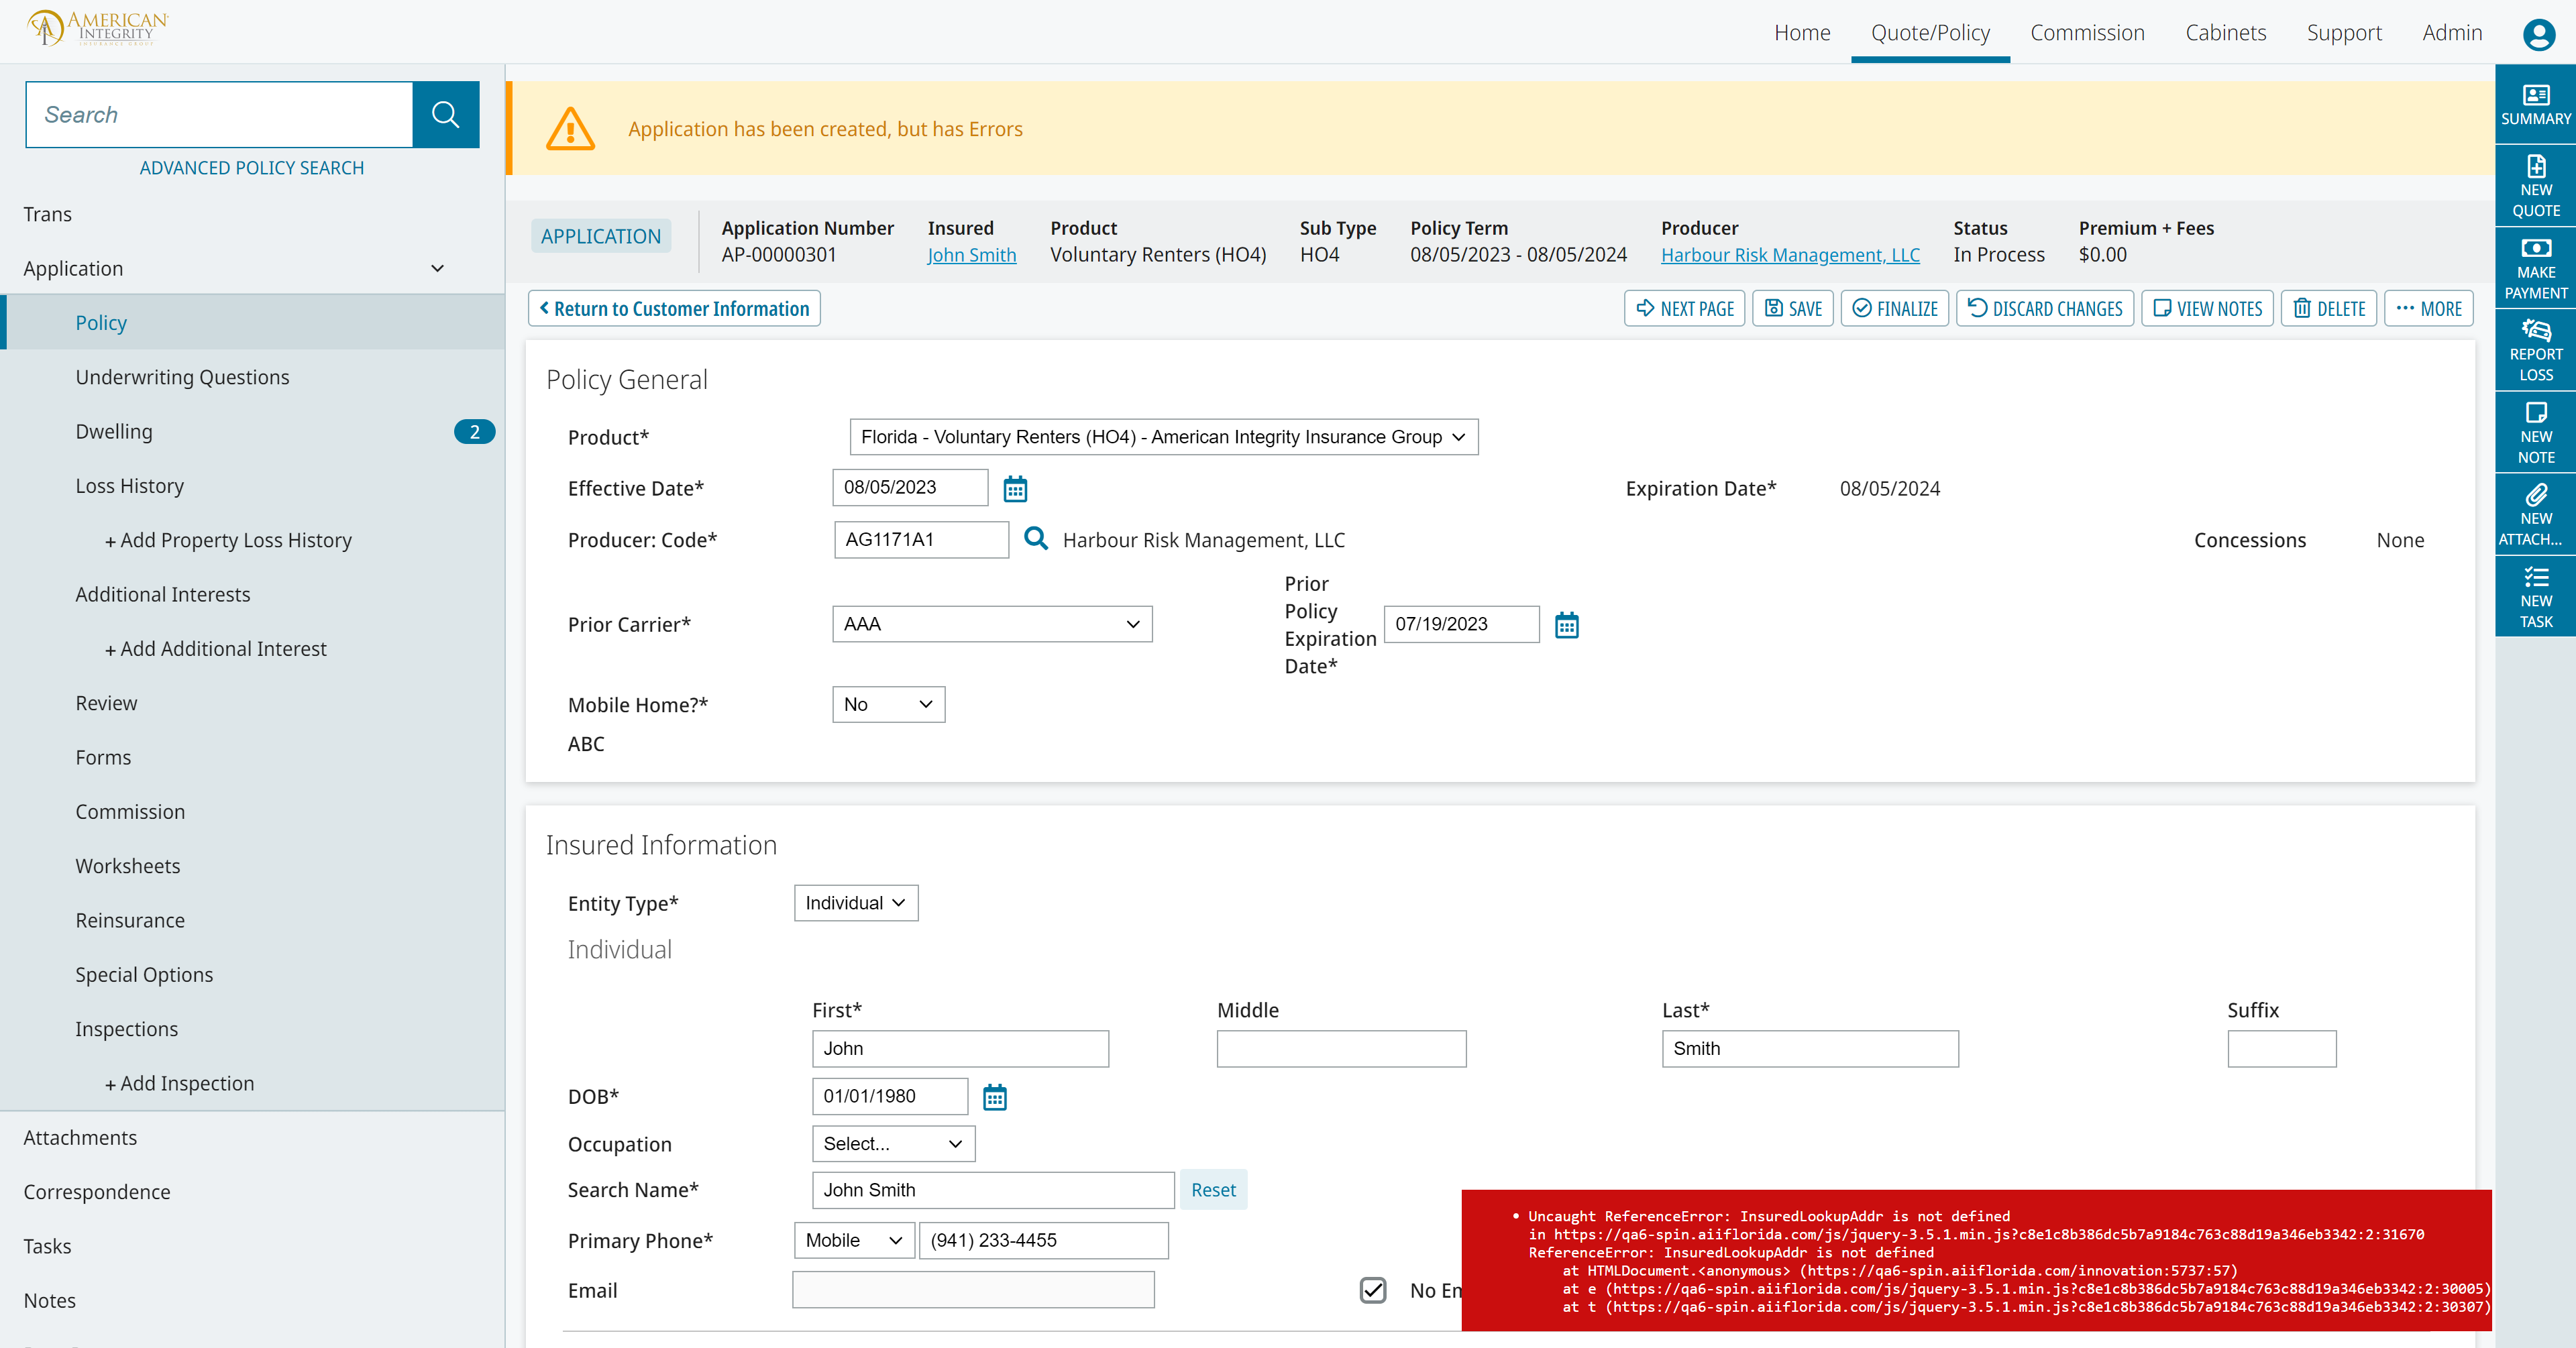 AMERICAN
INTEGRITY
INSURANCE GROUP
Home
Quote/Policy
Commission
Cabinets
Support
Admin
Search
ADVANCED POLICY SEARCH
Trans
Application
Policy
Underwriting Questions
Dwelling
2
Loss History
+ Add Property Loss History
Additional Interests
+ Add Additional Interest
Review
Forms
Commission
Worksheets
Reinsurance
Special Options
Inspections
+ Add Inspection
Attachments
Correspondence
Tasks
Notes
Application has been created, but has Errors
APPLICATION
Application Number
AP-00000301
Insured
John Smith
Product
Voluntary Renters (HO4)
Sub Type
HO4
Policy Term
08/05/2023 - 08/05/2024
Producer
Harbour Risk Management, LLC
Status
In Process
Premium + Fees
$0.00
Return to Customer Information
NEXT PAGE
SAVE
FINALIZE
DISCARD CHANGES
VIEW NOTES
DELETE
MORE
Policy General
Product*
Florida - Voluntary Renters (HO4) - American Integrity Insurance Group
Effective Date*
08/05/2023
Expiration Date*
08/05/2024
Producer: Code*
AG1171A1
Harbour Risk Management, LLC
Concessions
None
Prior Carrier*
AAA
Prior
Policy
Expiration
Date*
07/19/2023
Mobile Home?*
No
ABC
Insured Information
Entity Type*
Individual
Individual
First*
Middle
Last*
Suffix
John
Smith
DOB*
01/01/1980
Occupation
Select...
Search Name*
John Smith
Reset
Primary Phone*
Mobile
(941) 233-4455
Email
No Em
• Uncaught ReferenceError: InsuredLookupAddr is not defined
in https://qa6-spin.aiiflorida.com/js/jquery-3.5.1.min.js?c8e1c8b386dc5b7a9184c763c88d19a346eb3342:2:31670
ReferenceError: InsuredLookupAddr is not defined
at HTMLDocument.<anonymous> (https://qa6-spin.aiiflorida.com/innovation:5737:57)
at e (https://qa6-spin.aiiflorida.com/js/jquery-3.5.1.min.js?c8e1c8b386dc5b7a9184c763c88d19a346eb3342:2:30005)
at t (https://qa6-spin.aiiflorida.com/js/jquery-3.5.1.min.js?c8e1c8b386dc5b7a9184c763c88d19a346eb3342:2:30307)
SUMMARY
NEW
QUOTE
MAKE
PAYMENT
REPORT
LOSS
NEW
NOTE
NEW
ATTACH...
NEW
TASK